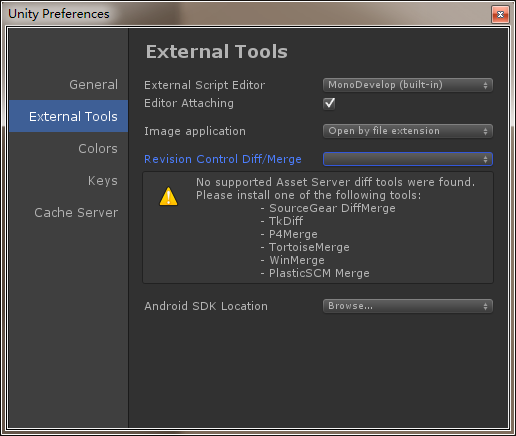 Unity Preferences
General
External Tools
Colors
Keys
Cache Server
External Tools
External Script Editor MonoDevelop (built-in)
Editor Attaching
Image application Open by file extension
Revision Control Diff/Merge
No supported Asset Server diff tools were found.
Please install one of the following tools:
- SourceGear DiffMerge
- TkDiff
- P4Merge
- TortoiseMerge
- WinMerge
- PlasticSCM Merge
Android SDK Location Browse...